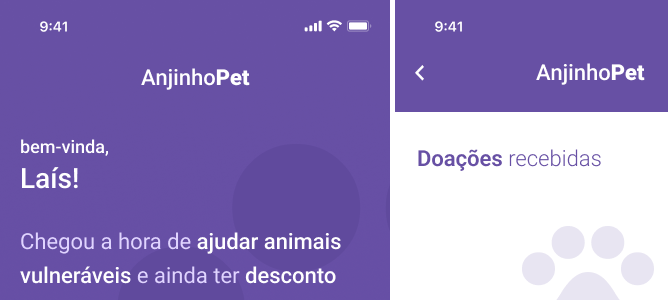 9:41
AnjinhoPet
bem-vinda,
Laís!
Chegou a hora de ajudar animais
vulneráveis e ainda ter desconto
9:41
AnjinhoPet
Doações recebidas